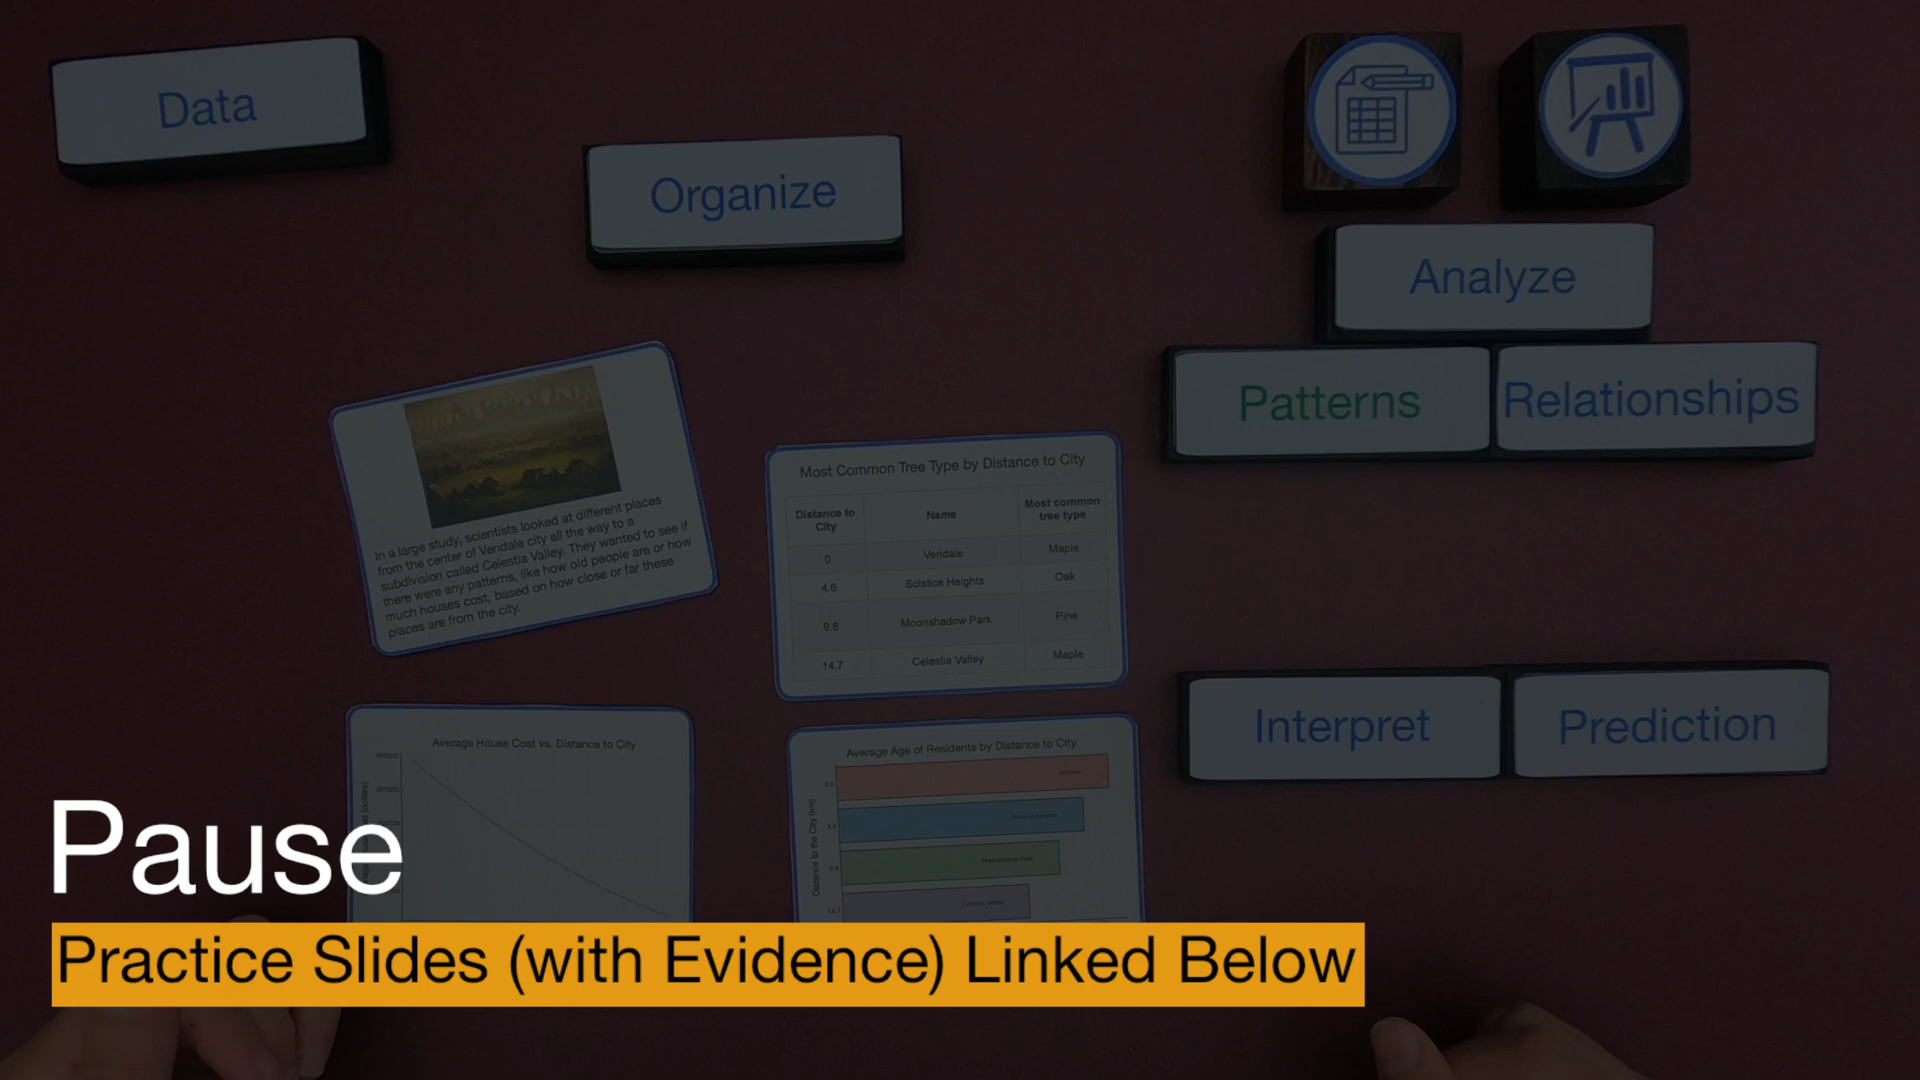 Data
Organize
Analyze
Patterns
Relationships
In a large study, scientists looked at different places
from the center of Veridale city all the way to a
subdivision called Celestia Valley. They wanted to see if
there were any patterns, like how old people are or how
much houses cost, based on how close or far these
places are from the city.
Most Common Tree Type by Distance to City
Distance to City Name Most common tree type
0 Veridale Maple
4.6 Solstice Heights Oak
9.8 Moonshadow Park Pine
14.7 Celestia Valley Maple
Interpret
Prediction
Average House Cost vs. Distance to City
Average Age of Residents by Distance to City
Distance to the City (km)
Moonshadow Park
Celestia Valley
Pause
Practice Slides (with Evidence) Linked Below